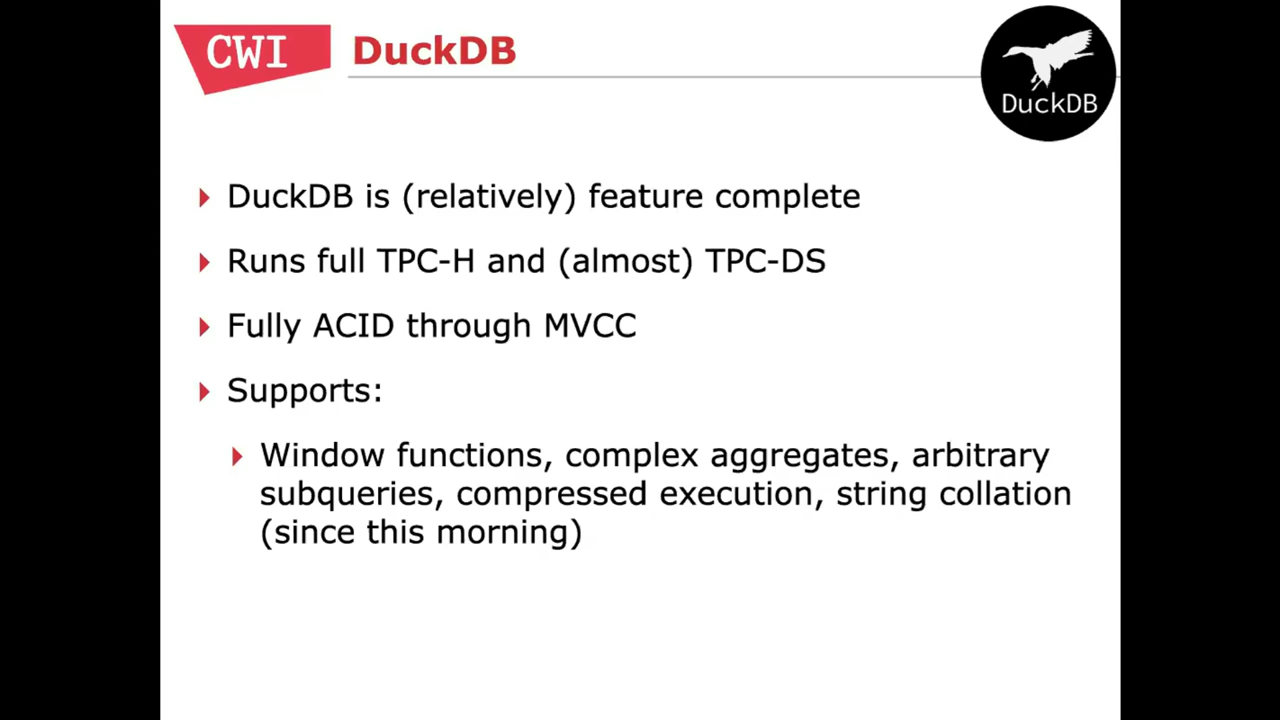 CWI
DuckDB
DuckDB
DuckDB is (relatively) feature complete
Runs full TPC-H and (almost) TPC-DS
Fully ACID through MVCC
Supports:
Window functions, complex aggregates, arbitrary
subqueries, compressed execution, string collation
(since this morning)